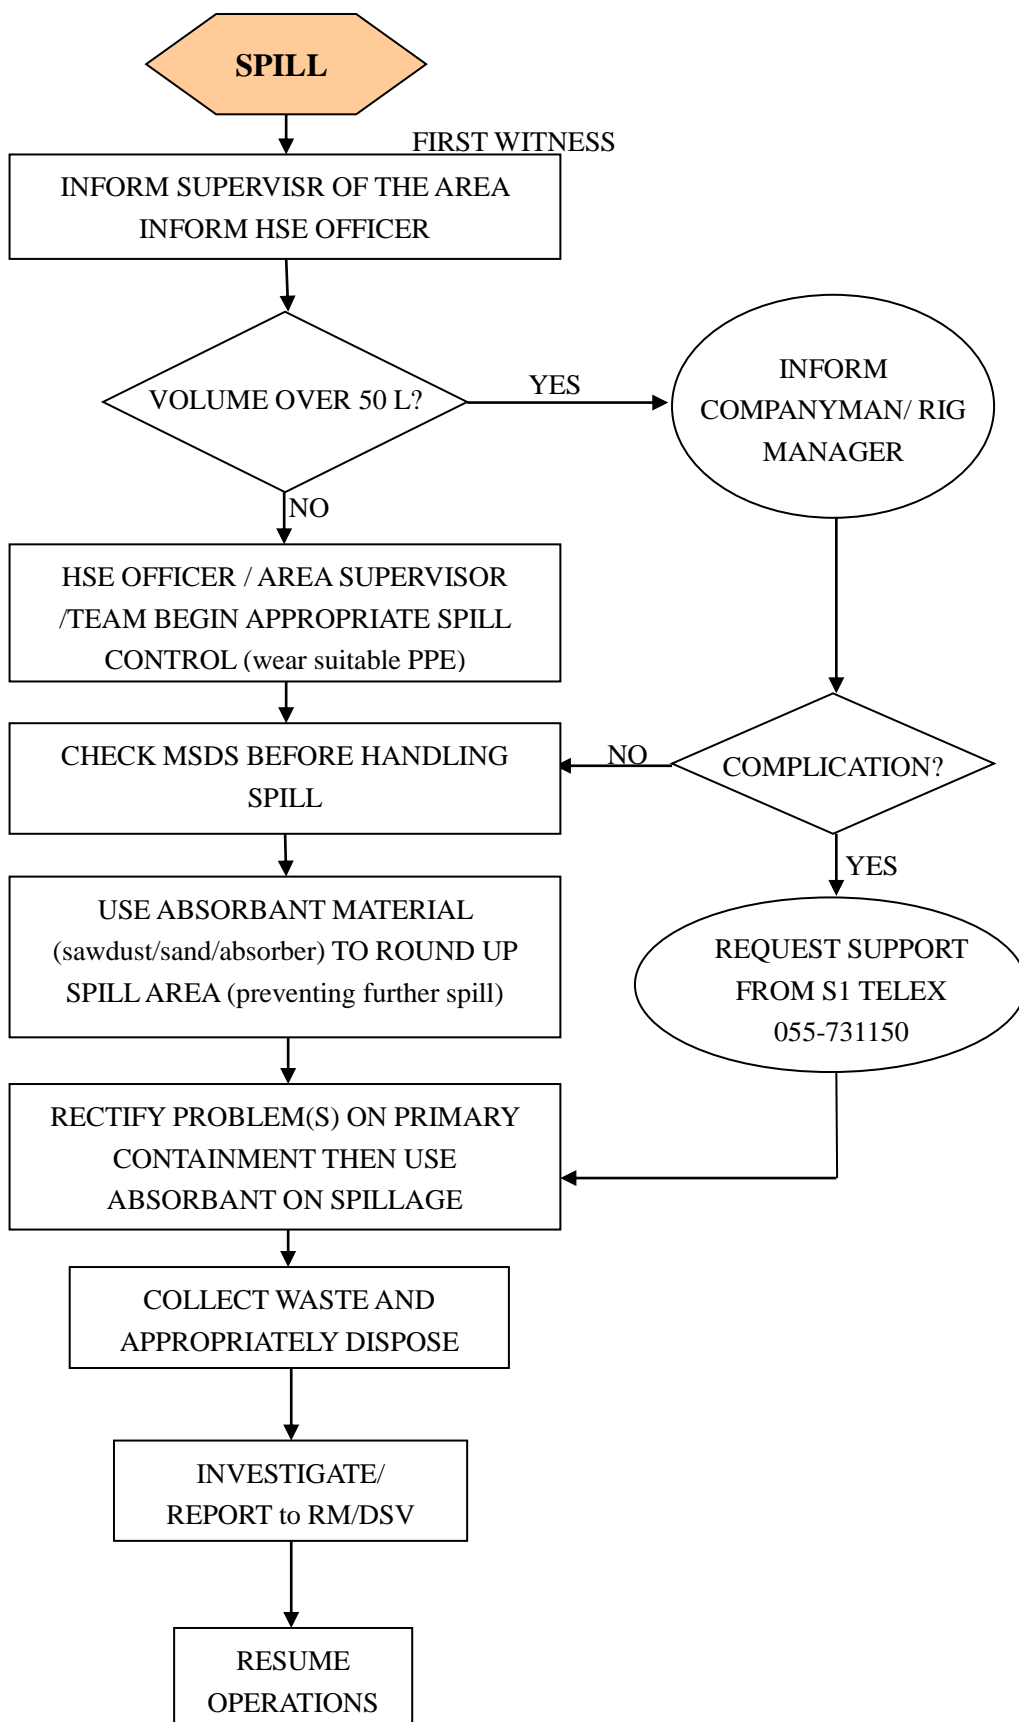 SPILL
FIRST WITNESS
INFORM SUPERVISR OF THE AREA
INFORM HSE OFFICER
VOLUME OVER 50 L?
YES
INFORM
COMPANYMAN/ RIG
MANAGER
NO
HSE OFFICER / AREA SUPERVISOR
/TEAM BEGIN APPROPRIATE SPILL
CONTROL (wear suitable PPE)
CHECK MSDS BEFORE HANDLING
SPILL
NO
COMPLICATION?
YES
USE ABSORBANT MATERIAL
(sawdust/sand/absorber) TO ROUND UP
SPILL AREA (preventing further spill)
REQUEST SUPPORT
FROM S1 TELEX
055-731150
RECTIFY PROBLEM(S) ON PRIMARY
CONTAINMENT THEN USE
ABSORBANT ON SPILLAGE
COLLECT WASTE AND
APPROPRIATELY DISPOSE
INVESTIGATE/
REPORT to RM/DSV
RESUME
OPERATIONS